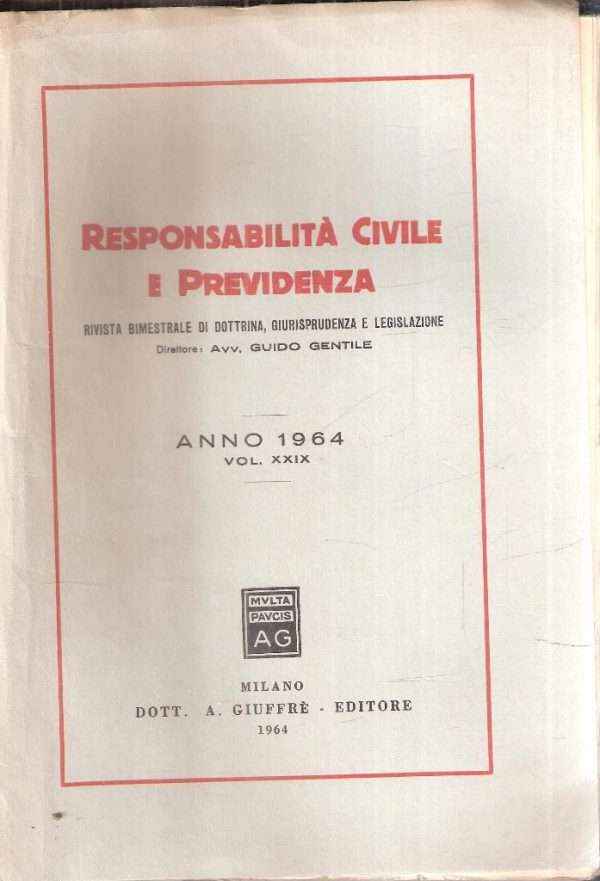 RESPONSABILITÀ CIVILE
E PREVIDENZA
RIVISTA BIMESTRALE DI DOTTRINA, GIURISPRUDENZA E LEGISLAZIONE
Direttore: Avv. GUIDO GENTILE
ANNO 1964
VOL. XXIX
MVLTA
PAVCIS
AG
MILANO
DOTT. A. GIUFFRÈ - EDITORE
1964